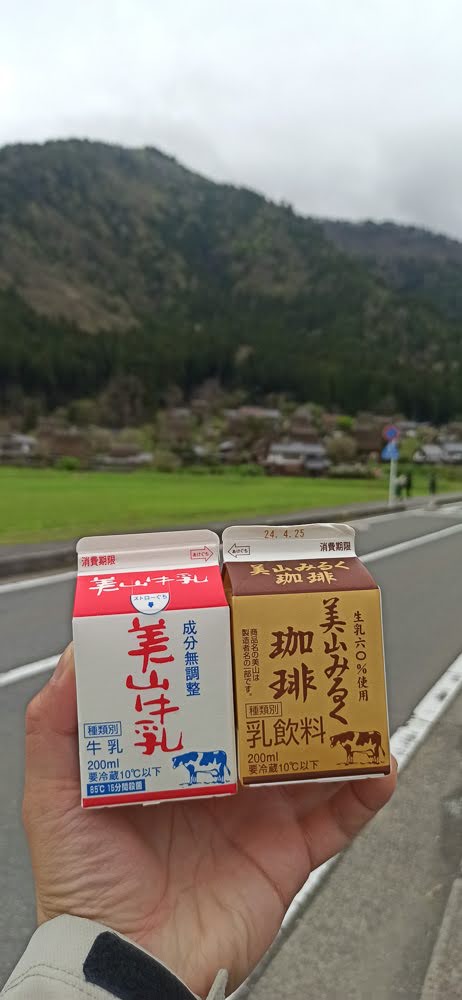 消費期限
あけぐち
美山牛乳
ストローぐち
成分無調整
美山牛乳
種類別
牛乳
200ml
要冷蔵10℃以下
85℃ 15分間殺菌
24.4.25
あけぐち
消費期限
美山みるく
珈琲
生乳六〇%使用
美山みるく
珈琲
商品名の美山は
製造者名の一部です。
種類別
乳飲料
200ml
要冷蔵10℃以下